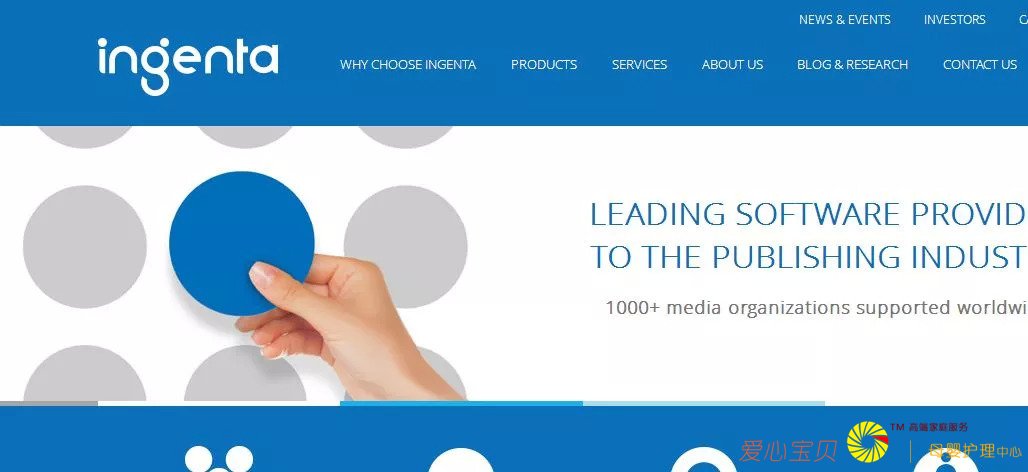 NEWS & EVENTS INVESTORS
ingenta
WHY CHOOSE INGENTA PRODUCTS SERVICES ABOUT US BLOG & RESEARCH CONTACT US
LEADING SOFTWARE PROVID
TO THE PUBLISHING INDUST
1000+ media organizations supported worldwi
爱心宝贝 TM 高端家庭服务 | 母婴护理中心